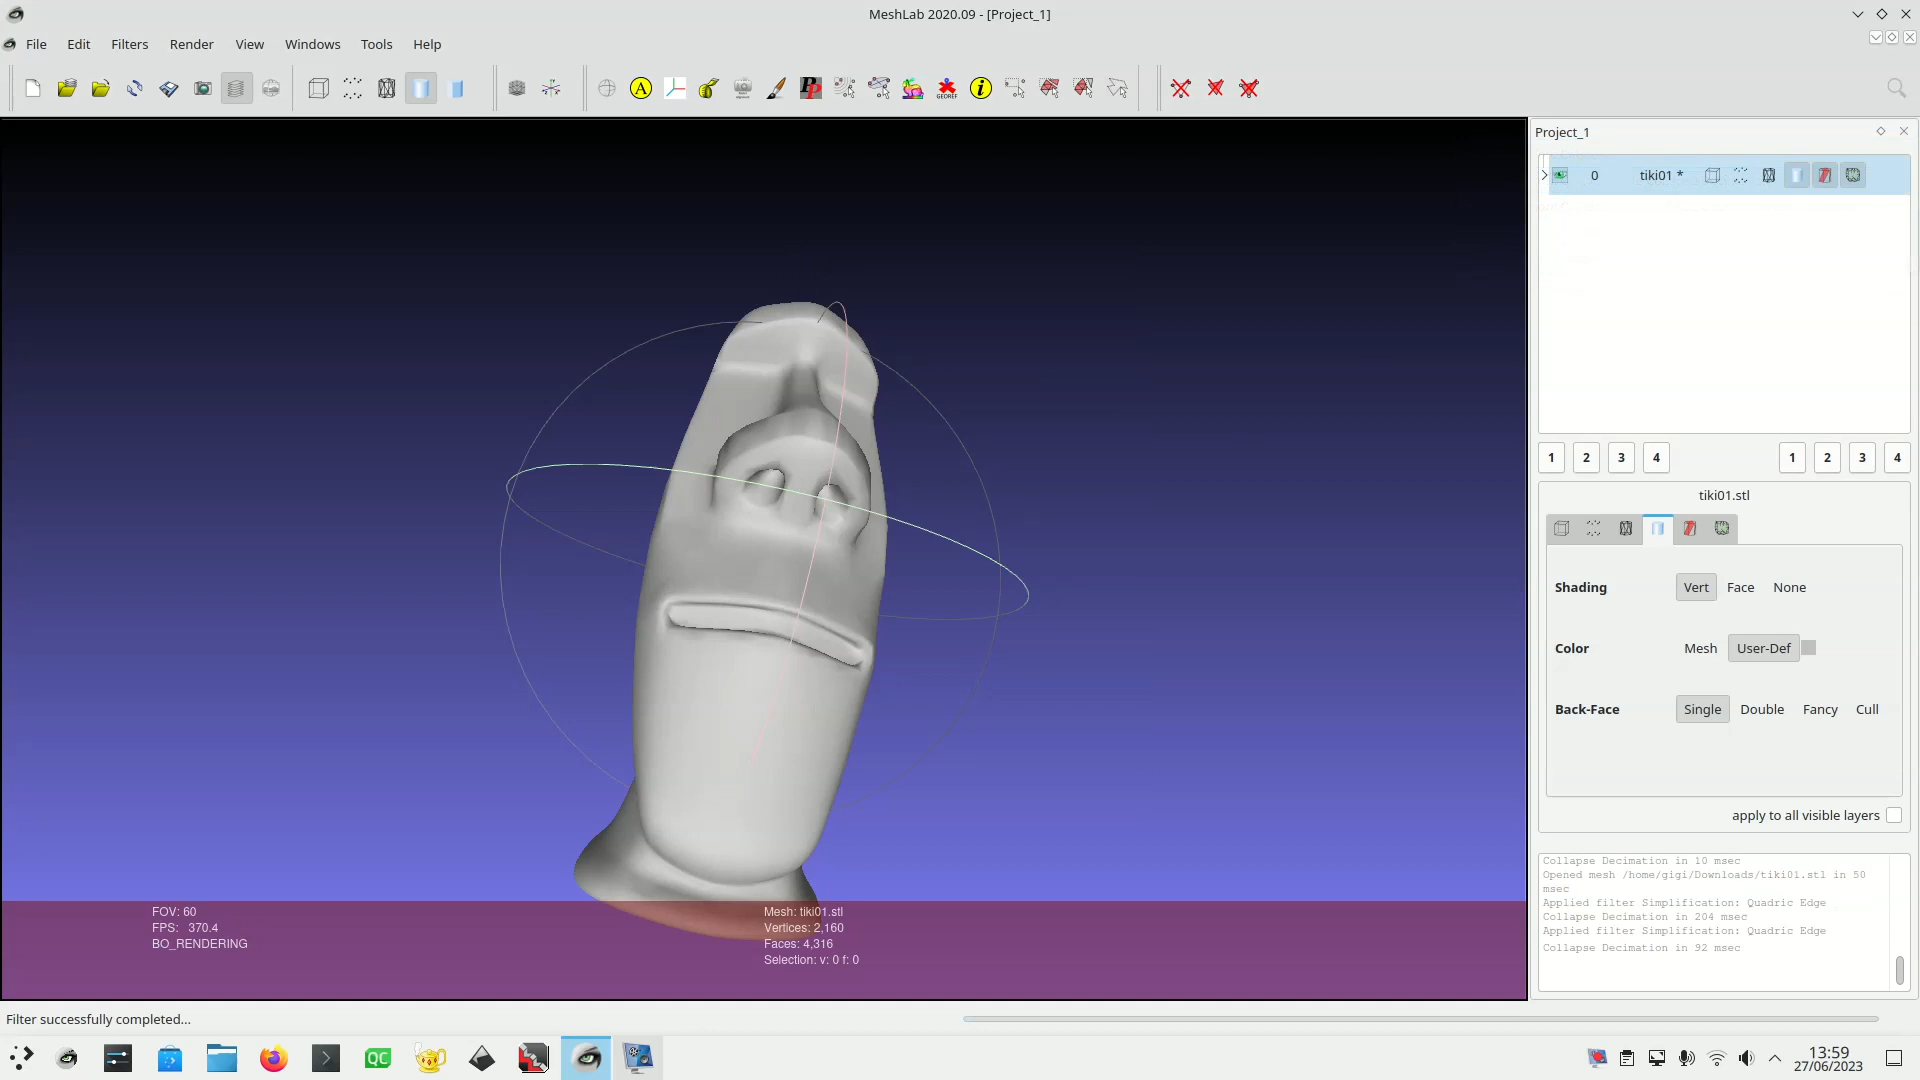 MeshLab 2020.09 - [Project_1]
File Edit Filters Render View Windows Tools Help
A
PP
GEOREF
i
Project_1
0 tiki01 *
1 2 3 4 1 2 3 4
tiki01.stl
Shading Vert Face None
Color Mesh User-Def
Back-Face Single Double Fancy Cull
apply to all visible layers
Collapse Decimation in 10 msec
Opened mesh /home/gigi/Downloads/tiki01.stl in 50
msec
Applied filter Simplification: Quadric Edge
Collapse Decimation in 204 msec
Applied filter Simplification: Quadric Edge
Collapse Decimation in 92 msec
FOV: 60
FPS: 370.4
BO_RENDERING
Mesh: tiki01.stl
Vertices: 2,160
Faces: 4,316
Selection: v: 0 f: 0
Filter successfully completed...
QC
13:59
27/06/2023